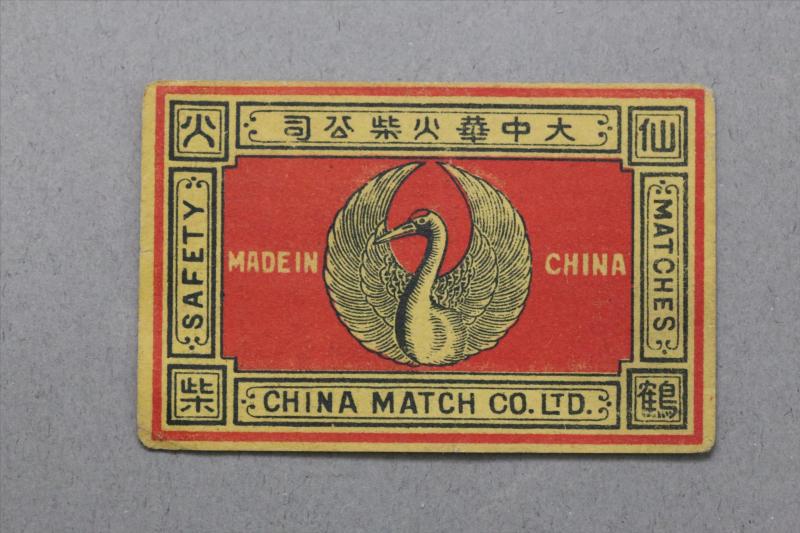 大中華火柴公司
仙鶴
火柴
SAFETY
MATCHES
MADE IN CHINA
CHINA MATCH CO. LTD.